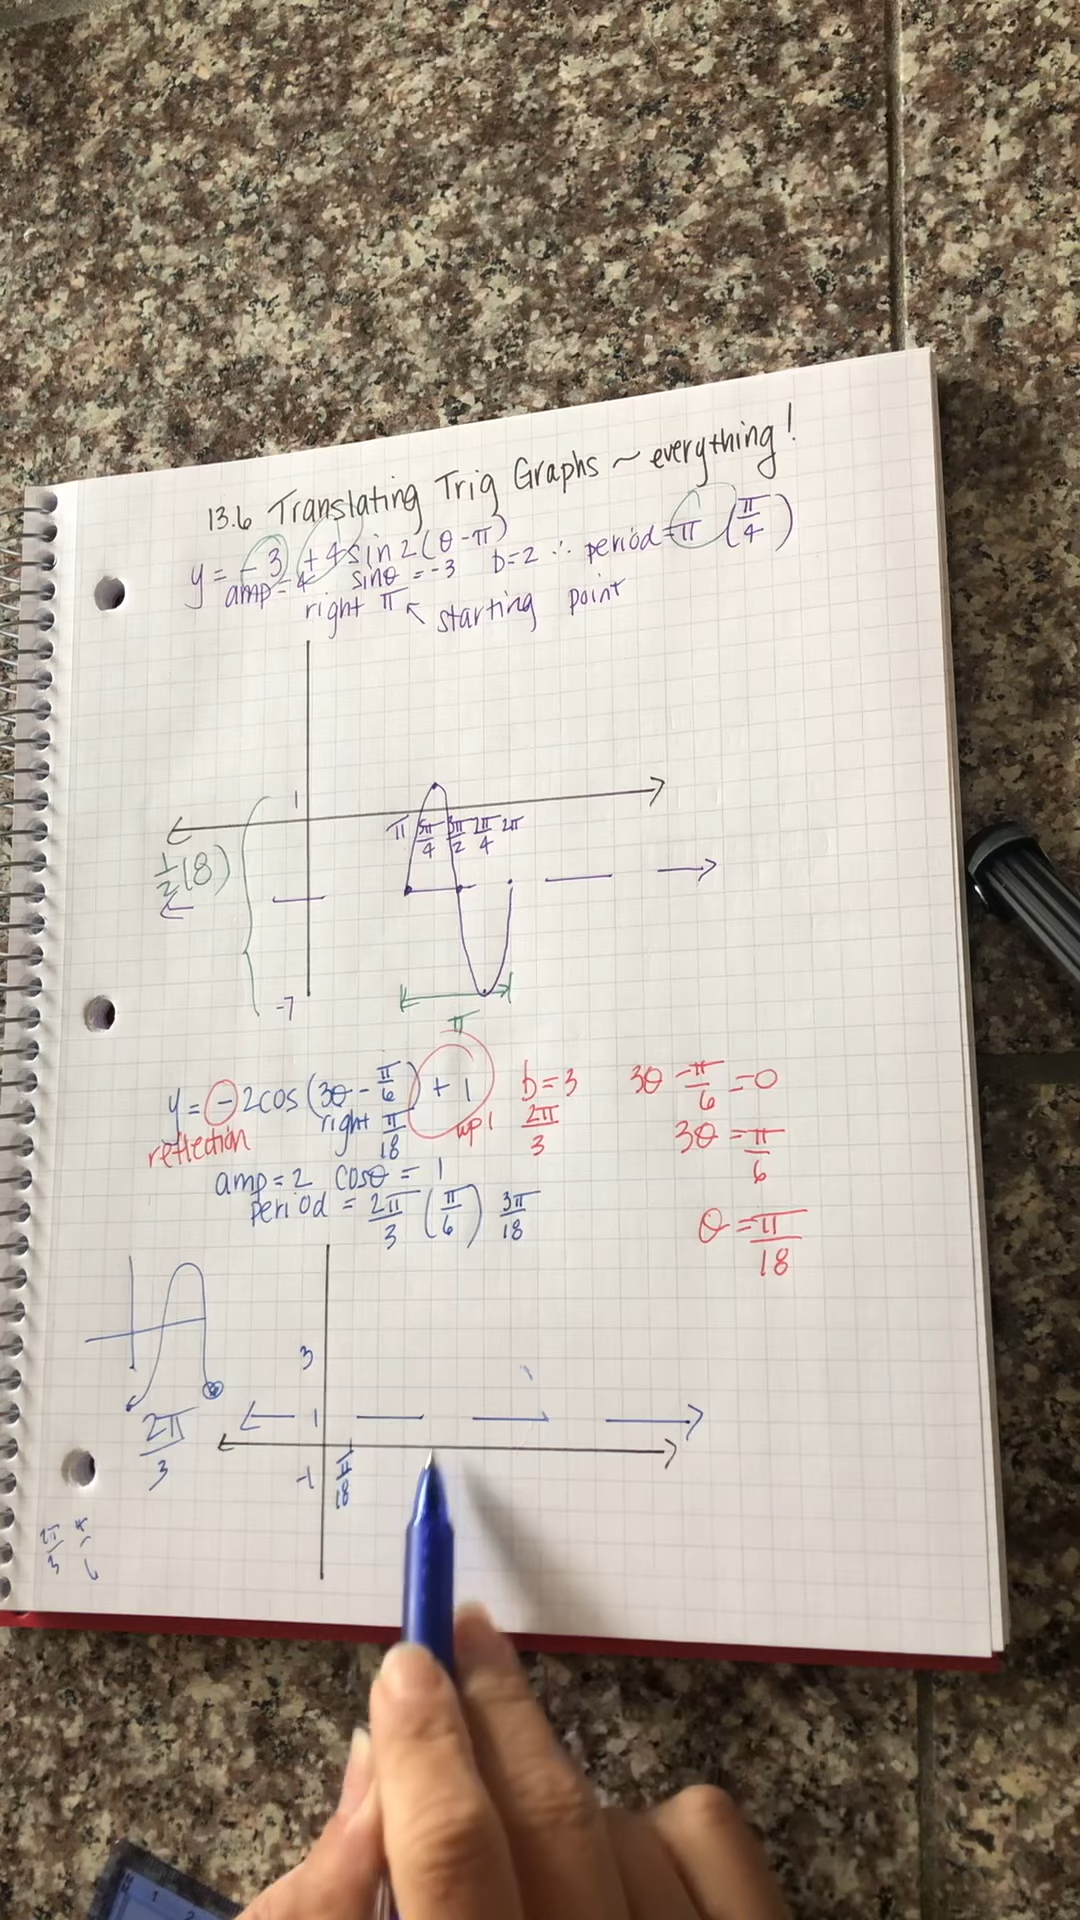 13.6 Translating Trig Graphs ~ everything!
y = -3 + 4 sin 2(θ - π)
amp = 4 sinθ = -3 b = 2 ∴ period = π (π/4)
right π ← starting point
1
π 5π/4 3π/2 7π/4 2π
1/2(8)
-7
π
y = -2cos(3θ - π/6) + 1 b = 3 3θ - π/6 = 0
reflection right π/18 up 1 2π/3 3θ = π/6
amp = 2 cosθ = 1
period = 2π/3 (π/6) 3π/18 θ = π/18
3
1
2π/3
-1 π/18
2π/3